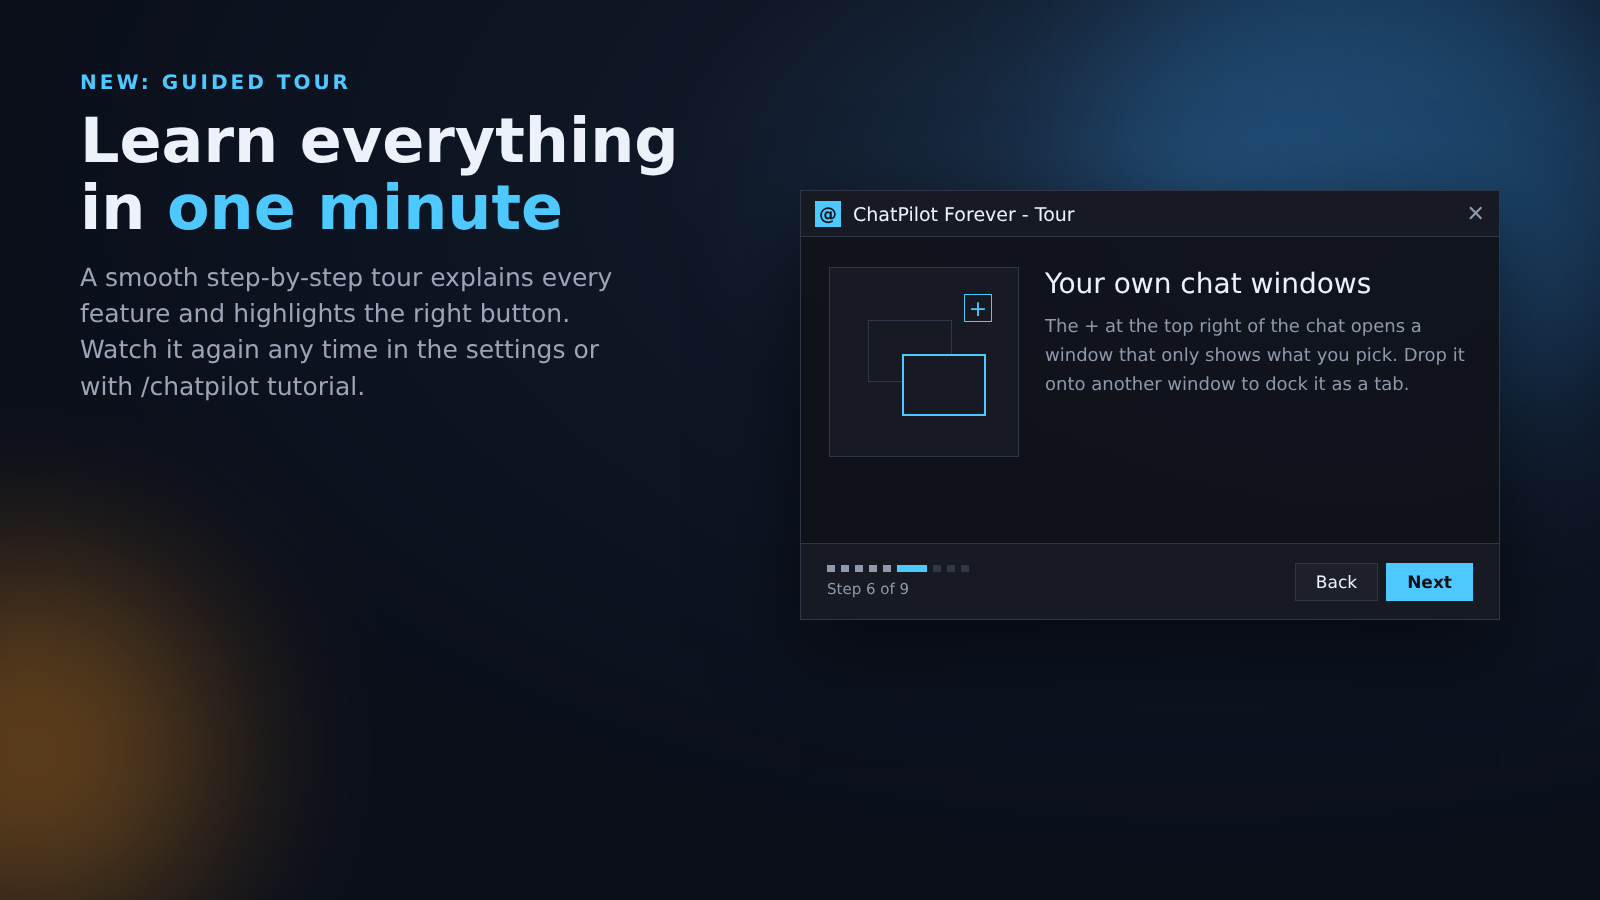 NEW: GUIDED TOUR
Learn everything
in one minute
A smooth step-by-step tour explains every
feature and highlights the right button.
Watch it again any time in the settings or
with /chatpilot tutorial.
@ ChatPilot Forever - Tour ✕
+
Your own chat windows
The + at the top right of the chat opens a
window that only shows what you pick. Drop it
onto another window to dock it as a tab.
Step 6 of 9
Back Next